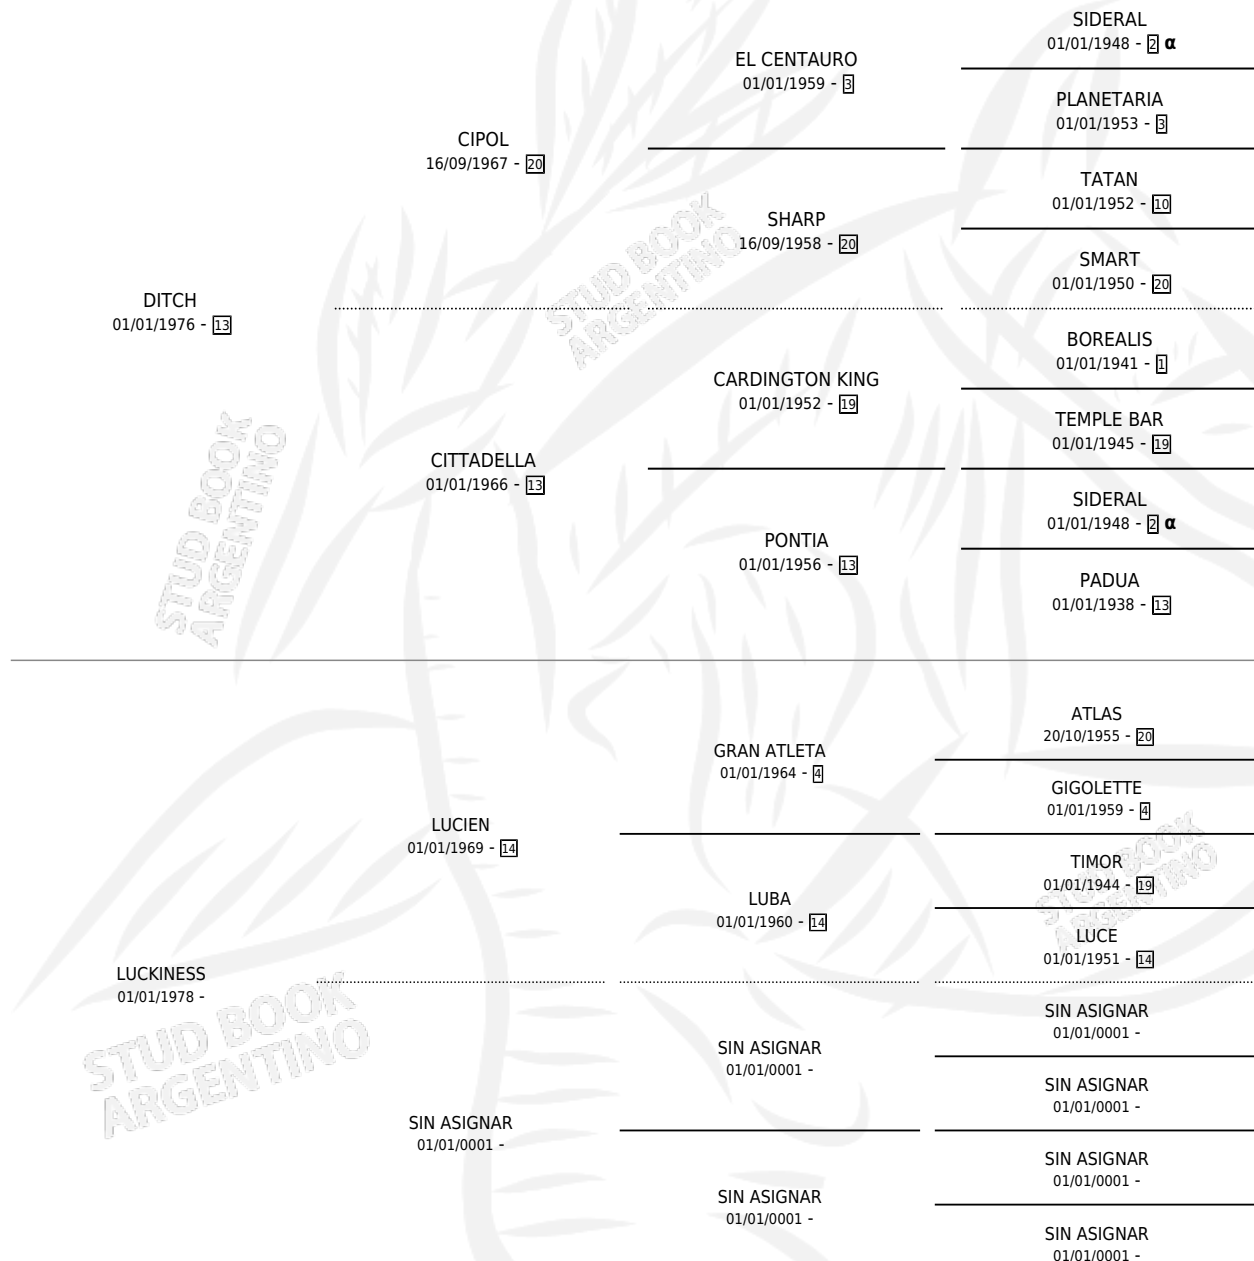 SIDERAL
01/01/1948 - 2 α
EL CENTAURO
01/01/1959 - 3
PLANETARIA
01/01/1953 - 3
CIPOL
16/09/1967 - 20
TATAN
01/01/1952 - 10
SHARP
16/09/1958 - 20
SMART
01/01/1950 - 20
DITCH
01/01/1976 - 13
BOREALIS
01/01/1941 - 1
CARDINGTON KING
01/01/1952 - 19
TEMPLE BAR
01/01/1945 - 19
CITTADELLA
01/01/1966 - 13
SIDERAL
01/01/1948 - 2 α
PONTIA
01/01/1956 - 13
PADUA
01/01/1938 - 13
STUD BOOK
ARGENTINO
STUD BOOK
ARGENTINO
ATLAS
20/10/1955 - 20
GRAN ATLETA
01/01/1964 - 4
GIGOLETTE
01/01/1959 - 4
LUCIEN
01/01/1969 - 14
TIMOR
01/01/1944 - 19
LUBA
01/01/1960 - 14
LUCE
01/01/1951 - 14
STUD BOOK
ARGENTINO
LUCKINESS
01/01/1978 -
SIN ASIGNAR
01/01/0001 -
SIN ASIGNAR
01/01/0001 -
SIN ASIGNAR
01/01/0001 -
SIN ASIGNAR
01/01/0001 -
SIN ASIGNAR
01/01/0001 -
SIN ASIGNAR
01/01/0001 -
SIN ASIGNAR
01/01/0001 -
STUD BOOK
ARGENTINO